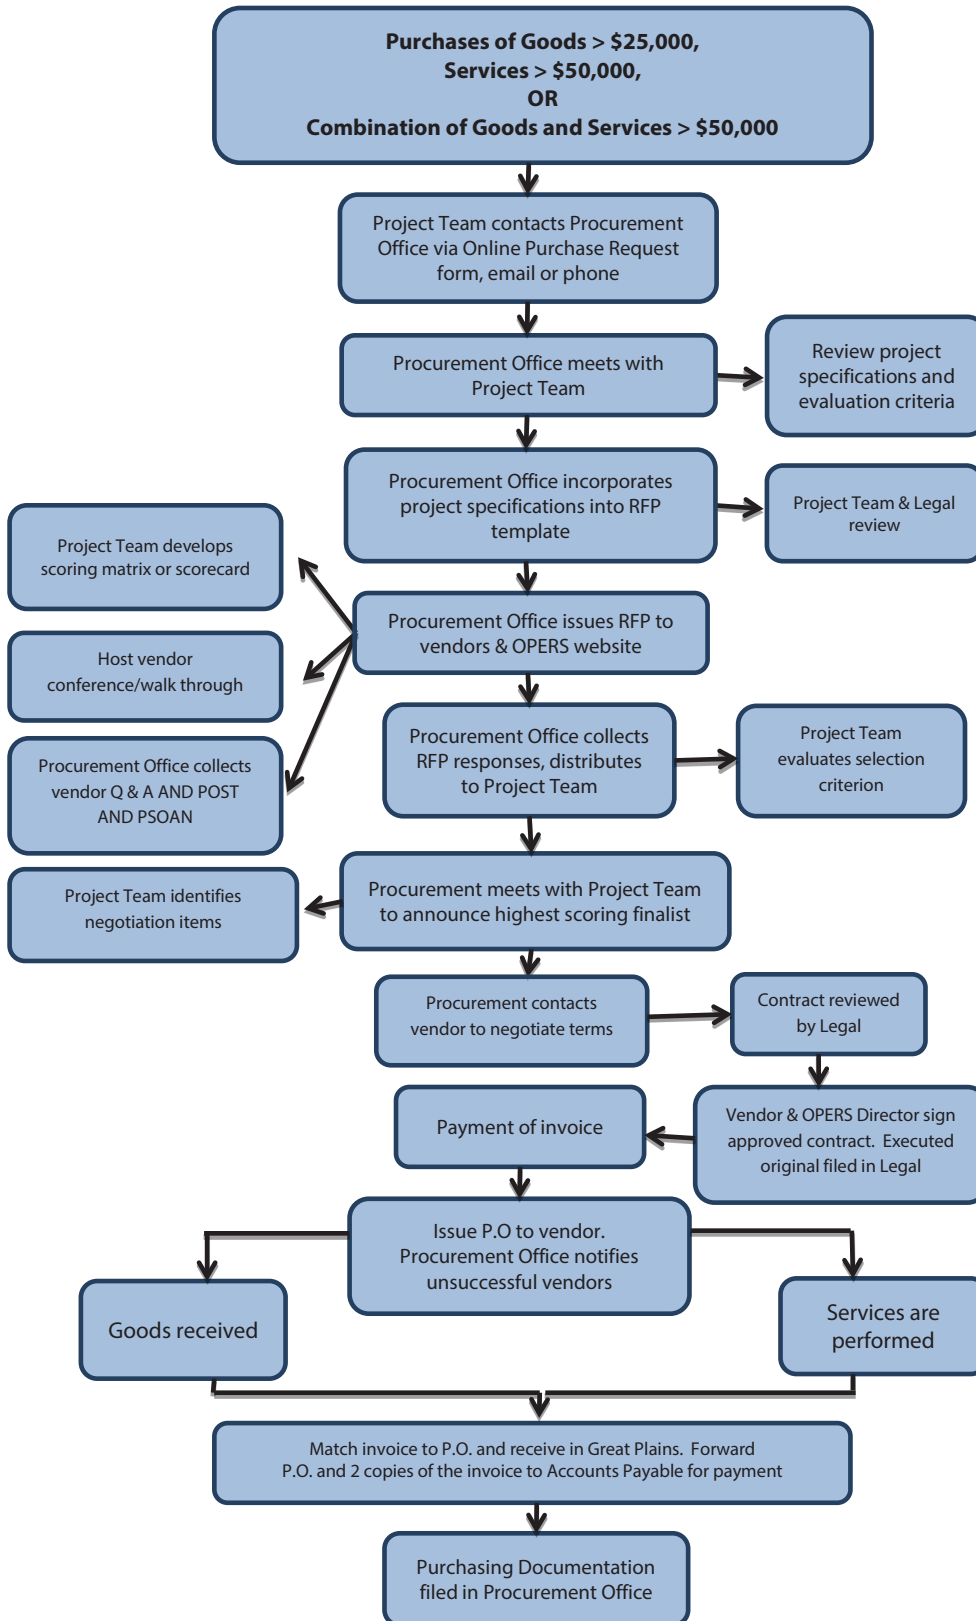 Purchases of Goods > $25,000,
Services > $50,000,
OR
Combination of Goods and Services > $50,000
Project Team contacts Procurement
Office via Online Purchase Request
form, email or phone
Procurement Office meets with
Project Team
Review project
specifications and
evaluation criteria
Procurement Office incorporates
project specifications into RFP
template
Project Team & Legal
review
Project Team develops
scoring matrix or scorecard
Procurement Office issues RFP to
vendors & OPERS website
Host vendor
conference/walk through
Procurement Office collects
vendor Q & A AND POST
AND PSOAN
Procurement Office collects
RFP responses, distributes
to Project Team
Project Team
evaluates selection
criterion
Procurement meets with Project Team
to announce highest scoring finalist
Project Team identifies
negotiation items
Procurement contacts
vendor to negotiate terms
Contract reviewed
by Legal
Vendor & OPERS Director sign
approved contract. Executed
original filed in Legal
Payment of invoice
Issue P.O to vendor.
Procurement Office notifies
unsuccessful vendors
Goods received
Services are
performed
Match invoice to P.O. and receive in Great Plains. Forward
P.O. and 2 copies of the invoice to Accounts Payable for payment
Purchasing Documentation
filed in Procurement Office